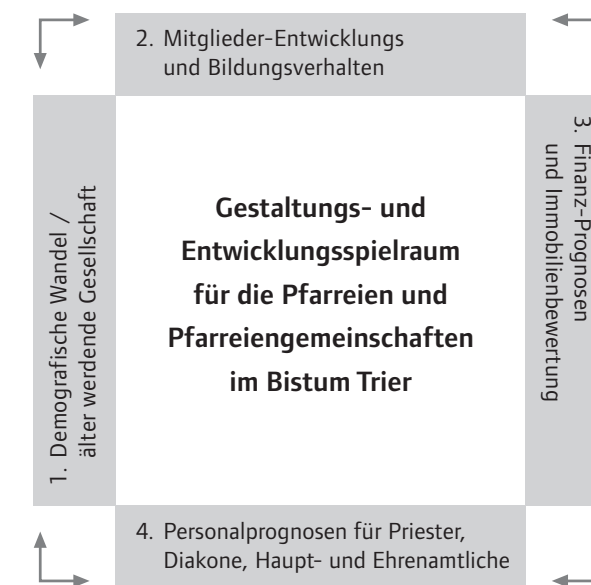 1. Demografische Wandel /
älter werdende Gesellschaft
2. Mitglieder-Entwicklungs
und Bildungsverhalten
3. Finanz-Prognosen
und Immobilienbewertung
4. Personalprognosen für Priester,
Diakone, Haupt- und Ehrenamtliche
Gestaltungs- und
Entwicklungsspielraum
für die Pfarreien und
Pfarreiengemeinschaften
im Bistum Trier